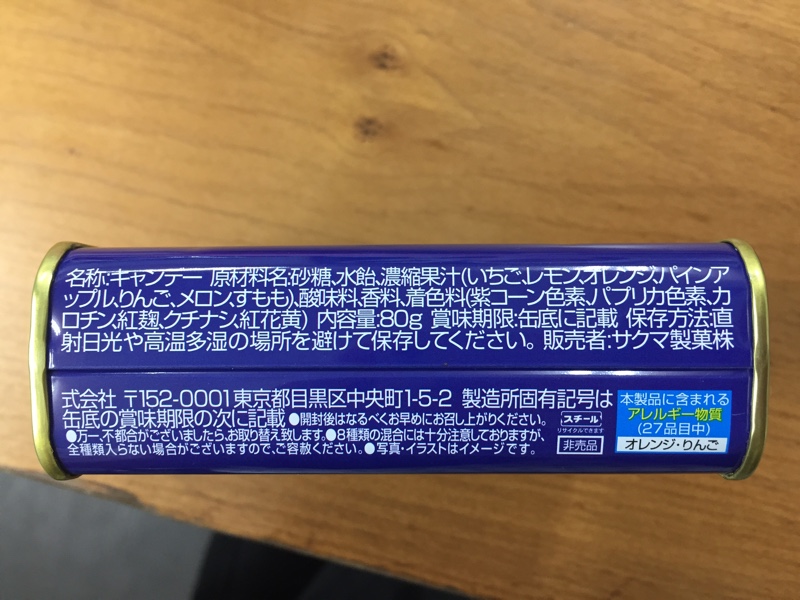 名称:キャンデー 原材料名:砂糖、水飴、濃縮果汁(いちご、レモン、オレンジ、パインア
ップル、りんご、メロン、すもも)、酸味料、香料、着色料(紫コーン色素、パプリカ色素、カ
ロチン、紅麹、クチナシ、紅花黄) 内容量:80g 賞味期限:缶底に記載 保存方法:直
射日光や高温多湿の場所を避けて保存してください。 販売者:サクマ製菓株
式会社 〒152-0001東京都目黒区中央町1-5-2 製造所固有記号は
缶底の賞味期限の次に記載 ●開封後はなるべくお早めにお召し上がりください。
●万一、不都合がございましたら、お取り替え致します。●8種類の混合には十分注意しておりますが、
全種類入らない場合がございますので、ご容赦ください。●写真・イラストはイメージです。
スチール
リサイクルできます
非売品
本製品に含まれる
アレルギー物質
(27品目中)
オレンジ・りんご